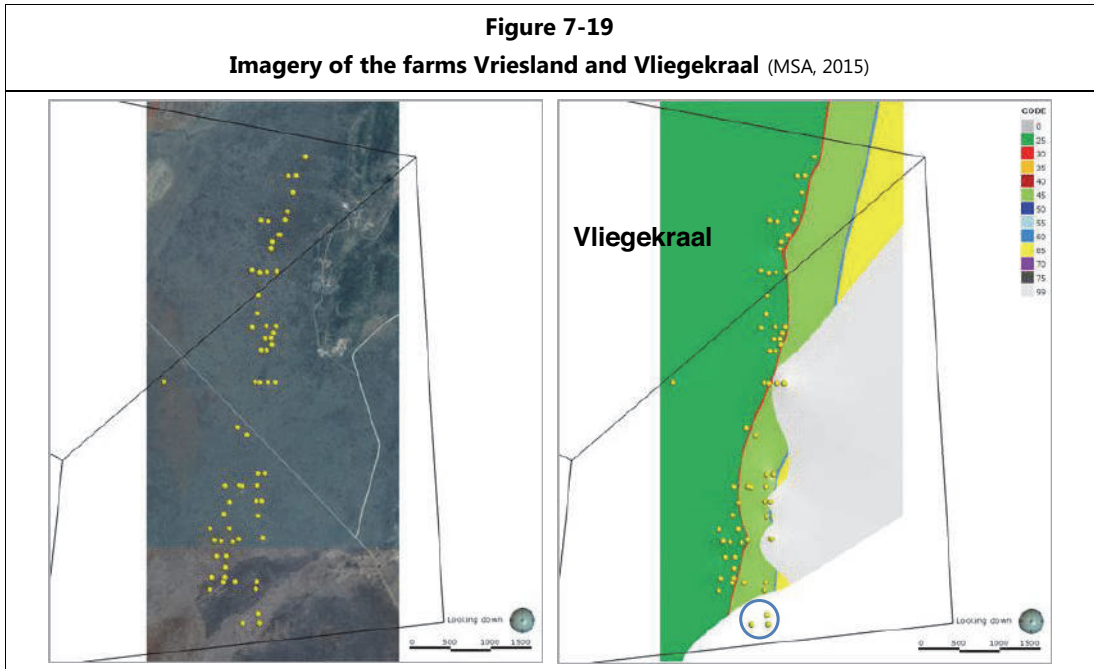 Figure 7-19
Imagery of the farms Vriesland and Vliegekraal (MSA, 2015)
Looking down
0 500 1000 1500
Vliegekraal
CODE
0
25
30
35
40
45
50
55
60
65
70
75
99
Looking down
0 500 1000 1500